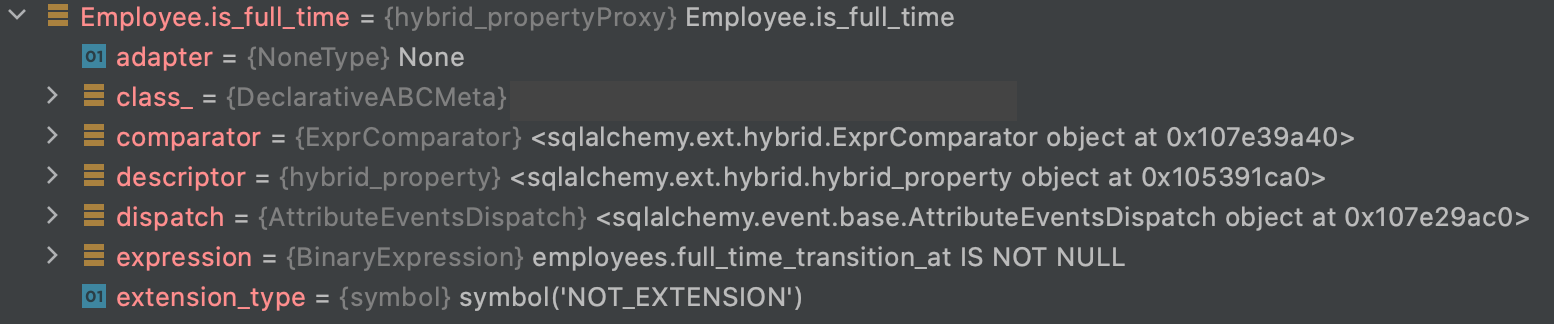 Employee.is_full_time = {hybrid_propertyProxy} Employee.is_full_time
01 adapter = {NoneType} None
class_ = {DeclarativeABCMeta}
comparator = {ExprComparator} <sqlalchemy.ext.hybrid.ExprComparator object at 0x107e39a40>
descriptor = {hybrid_property} <sqlalchemy.ext.hybrid.hybrid_property object at 0x105391ca0>
dispatch = {AttributeEventsDispatch} <sqlalchemy.event.base.AttributeEventsDispatch object at 0x107e29ac0>
expression = {BinaryExpression} employees.full_time_transition_at IS NOT NULL
01 extension_type = {symbol} symbol('NOT_EXTENSION')